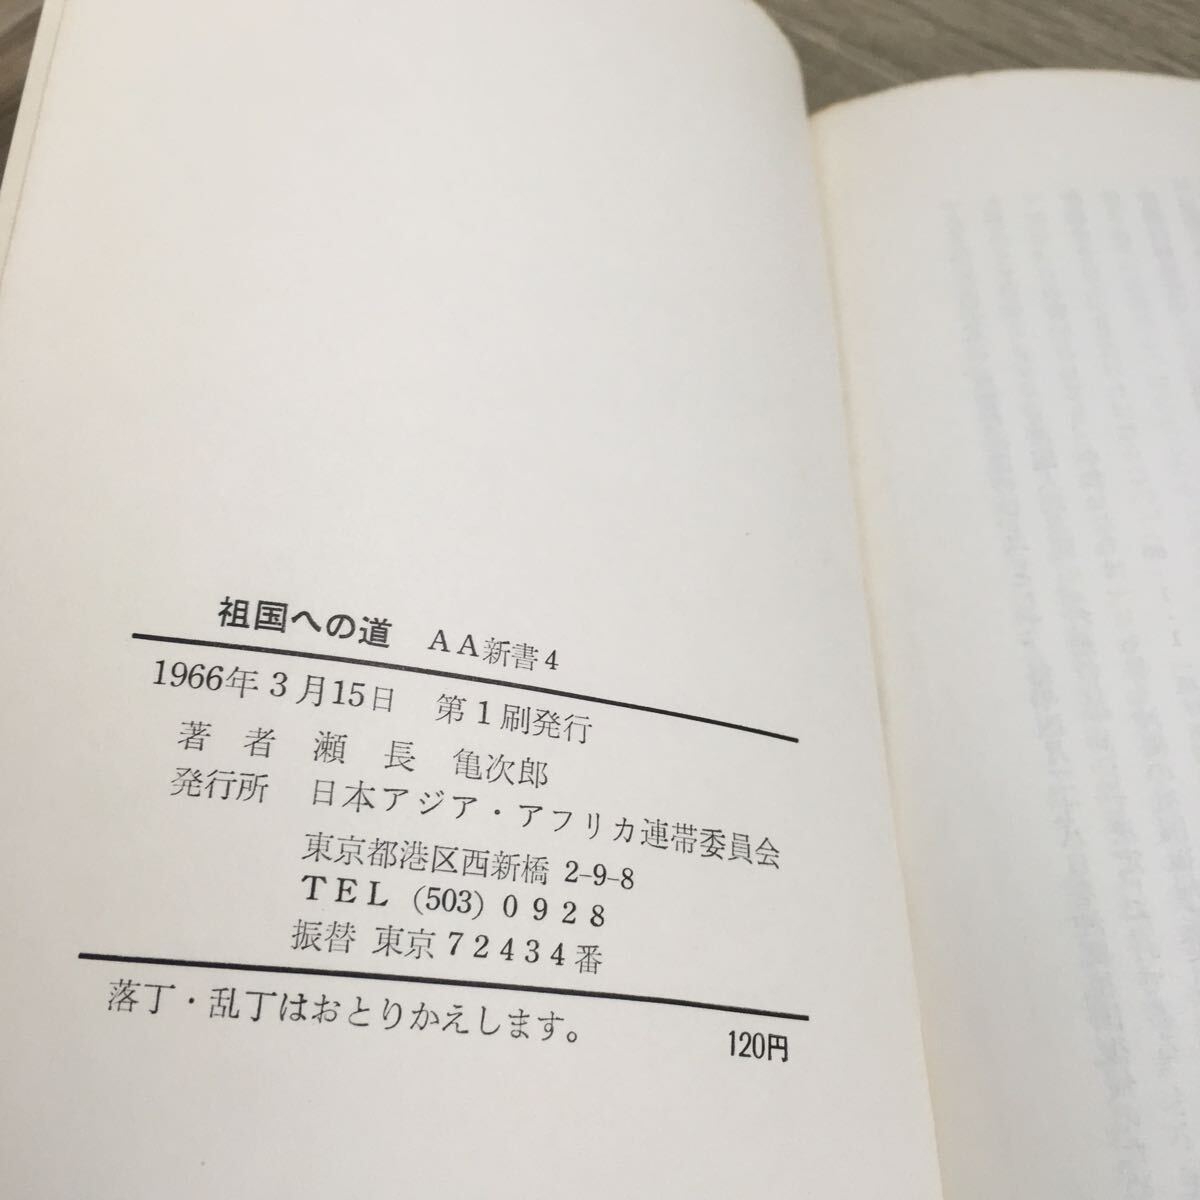 祖国への道 AA新書4
1966年3月15日 第1刷発行
著者 瀬長 亀次郎
発行所 日本アジア・アフリカ連帯委員会
東京都港区西新橋 2-9-8
TEL (503) 0928
振替 東京 72434番
落丁・乱丁はおとりかえします。 120円